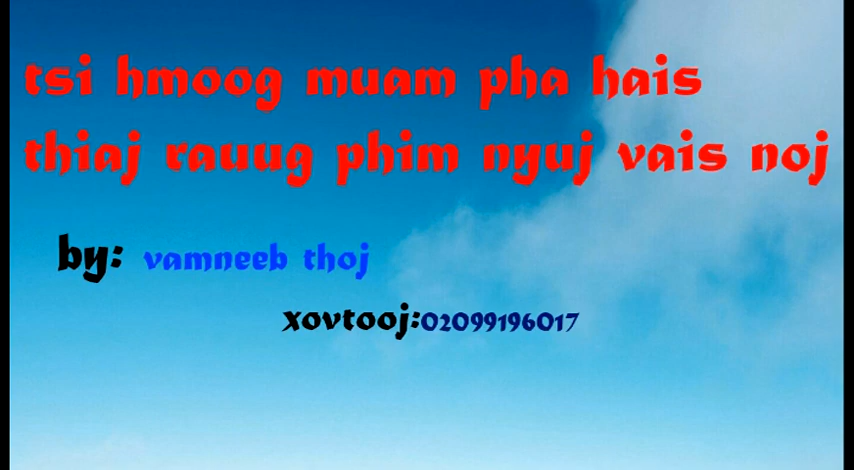 tsi hmoog muam pha hais
thiaj rauug phim nyuj vais noj
by: vamneeb thoj
xovtooj:02099196017